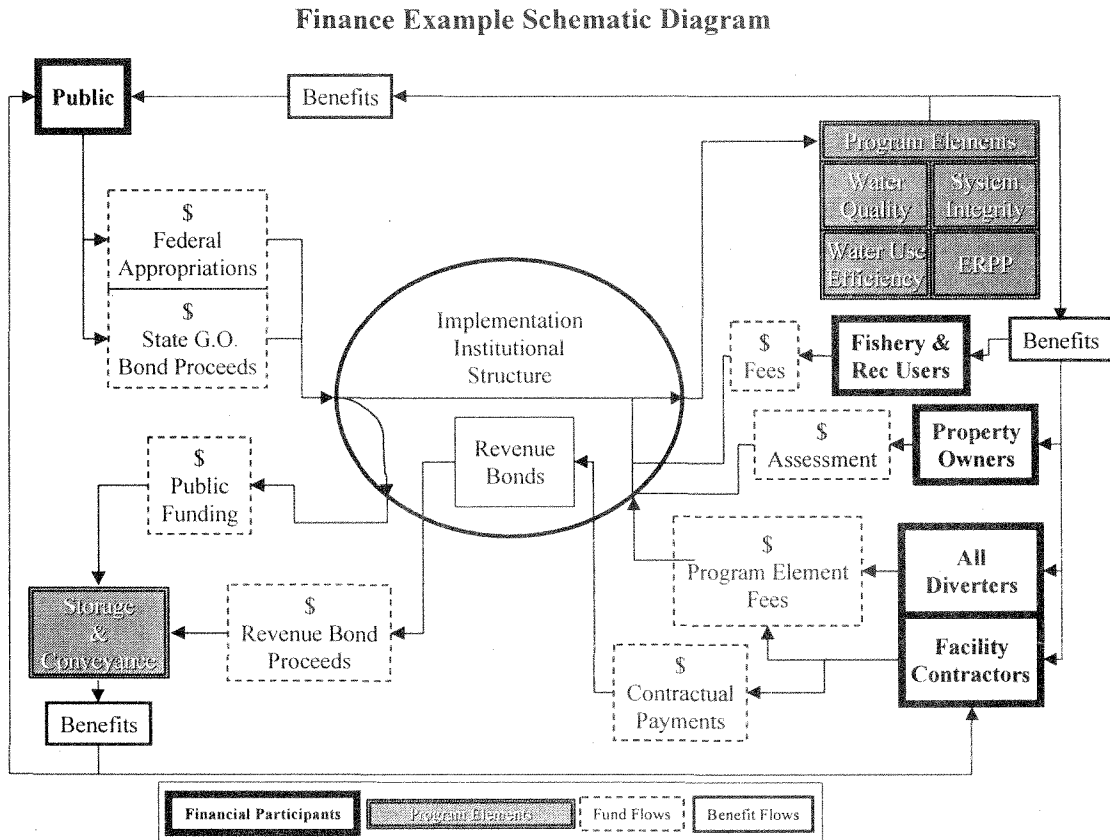 Finance Example Schematic Diagram
Public
Benefits
Program Elements
Water
Quality
System
Integrity
Water Use
Efficiency
ERPP
$
Federal
Appropriations
$
State G.O.
Bond Proceeds
Implementation
Institutional
Structure
Revenue
Bonds
$
Fees
Fishery &
Rec Users
Benefits
$
Assessment
Property
Owners
$
Public
Funding
$
Program Element
Fees
All
Diverters
Facility
Contractors
Storage
&
Conveyance
$
Revenue Bond
Proceeds
$
Contractual
Payments
Benefits
Financial Participants
Program Elements
Fund Flows
Benefit Flows